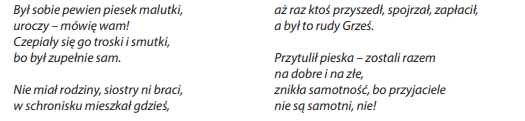 Był sobie pewien piesek malutki,
uroczy – mówię wam!
Czepiały się go troski i smutki,
bo był zupełnie sam.
Nie miał rodziny, siostry ni braci,
w schronisku mieszkał gdzieś,
aż raz ktoś przyszedł, spojrzał, zapłacił,
a był to rudy Grześ.
Przytulił pieska – zostali razem
na dobre i na złe,
znikła samotność, bo przyjaciele
nie są samotni, nie!